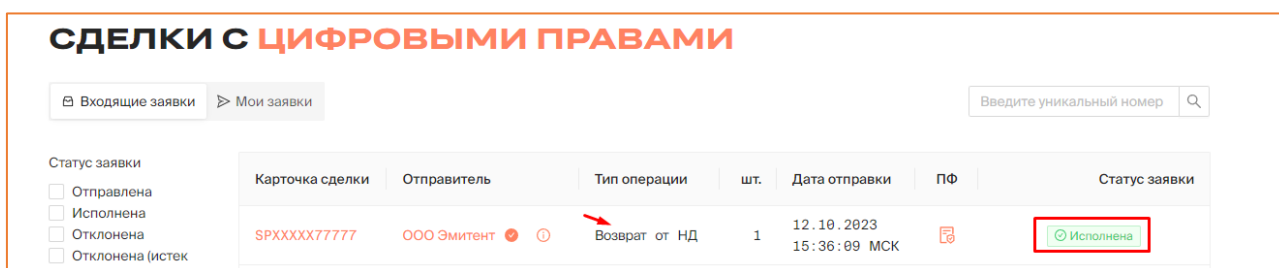 СДЕЛКИ С ЦИФРОВЫМИ ПРАВАМИ
Входящие заявки Мои заявки Введите уникальный номер
Статус заявки
Отправлена
Исполнена
Отклонена
Отклонена (истек
Карточка сделки Отправитель Тип операции шт. Дата отправки ПФ Статус заявки
SPXXXXX77777 ООО Эмитент Возврат от НД 1 12.10.2023 Исполнена
15:36:09 МСК